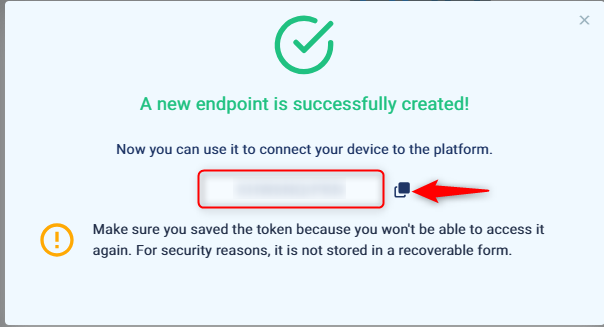 A new endpoint is successfully created!
Now you can use it to connect your device to the platform.
Make sure you saved the token because you won't be able to access it
again. For security reasons, it is not stored in a recoverable form.